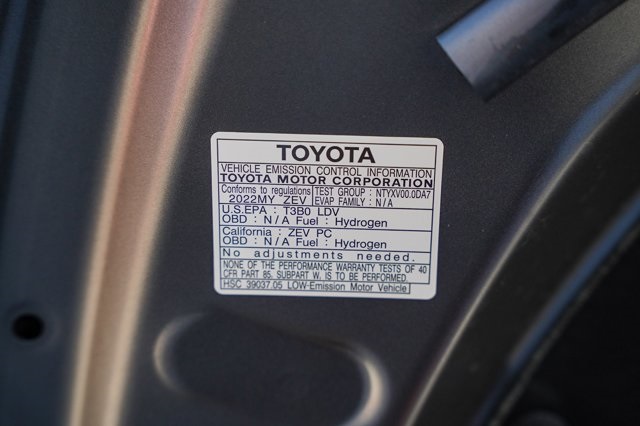 TOYOTA
VEHICLE EMISSION CONTROL INFORMATION
TOYOTA MOTOR CORPORATION
Conforms to regulations TEST GROUP : NTYXV00.0DA7
2022MY ZEV EVAP FAMILY : N/A
U.S.EPA : T3B0 LDV
OBD : N/A Fuel : Hydrogen
California : ZEV PC
OBD : N/A Fuel : Hydrogen
No adjustments needed.
NONE OF THE PERFORMANCE WARRANTY TESTS OF 40
CFR PART 85, SUBPART W, IS TO BE PERFORMED.
HSC 39037.05 LOW-Emission Motor Vehicle